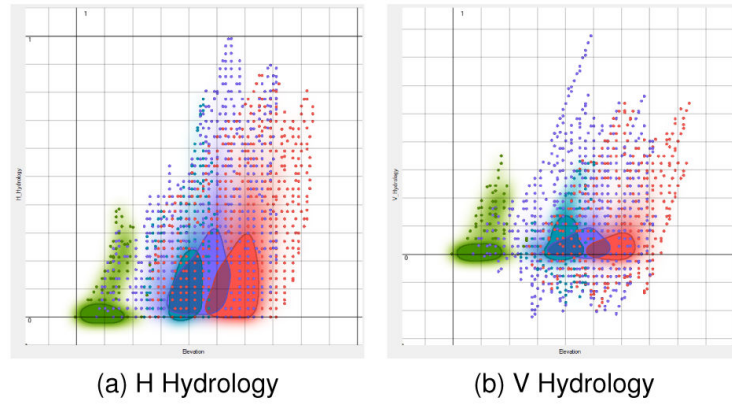 1
1
1
H_Hydrology
V_Hydrology
0
0
Elevation
Elevation
(a) H Hydrology
(b) V Hydrology